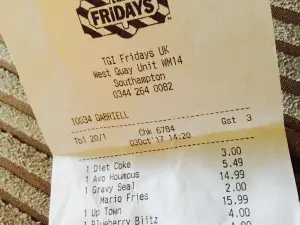 FRIDAYS
TGI Fridays UK
West Quay Unit WM14
Southampton
0344 264 0082
10034 GABRIELL
Tbl 20/1 Chk 6784 Gst 3
03Oct'17 14:20
1 Diet Coke 3.00
1 Avo Houmous 5.49
1 Gravy Seal 14.99
Mario Fries 2.00
1 Up Town 15.99
1 Blueberry Blitz 4.00
4.00